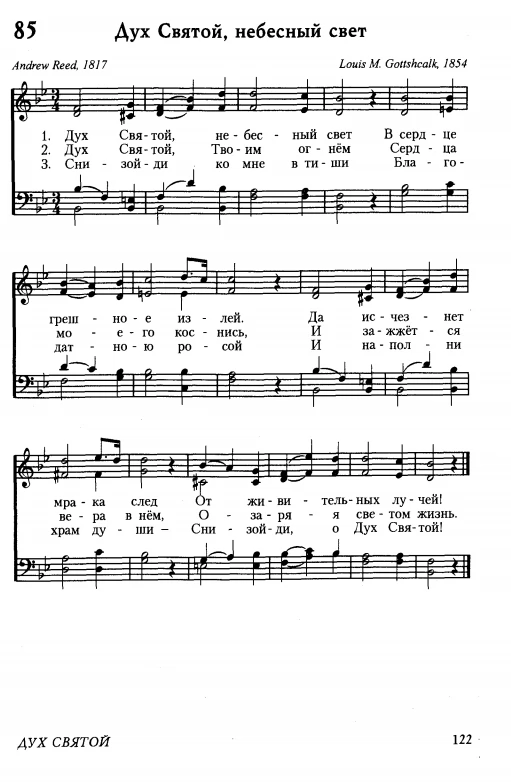 85 Дух Святой, небесный свет
Andrew Reed, 1817 Louis M. Gottshcalk, 1854
1. Дух Свя-той, не-бес-ный свет В серд-це
2. Дух Свя-той, Тво-им ог-нём Серд-ца
3. Сни-зой-ди ко мне в ти-ши Бла-го-
греш-но-е из-лей. Да ис-чез-нет
мо-е-го кос-нись, И за-жжёт-ся
дат-но-ю ро-сой И на-пол-ни
мра-ка след От жи-ви-тель-ных лу-чей!
ве-ра в нём, О-за-ря-я све-том жизнь.
храм ду-ши– Сни-зой-ди, о Дух Свя-той!
ДУХ СВЯТОЙ 122